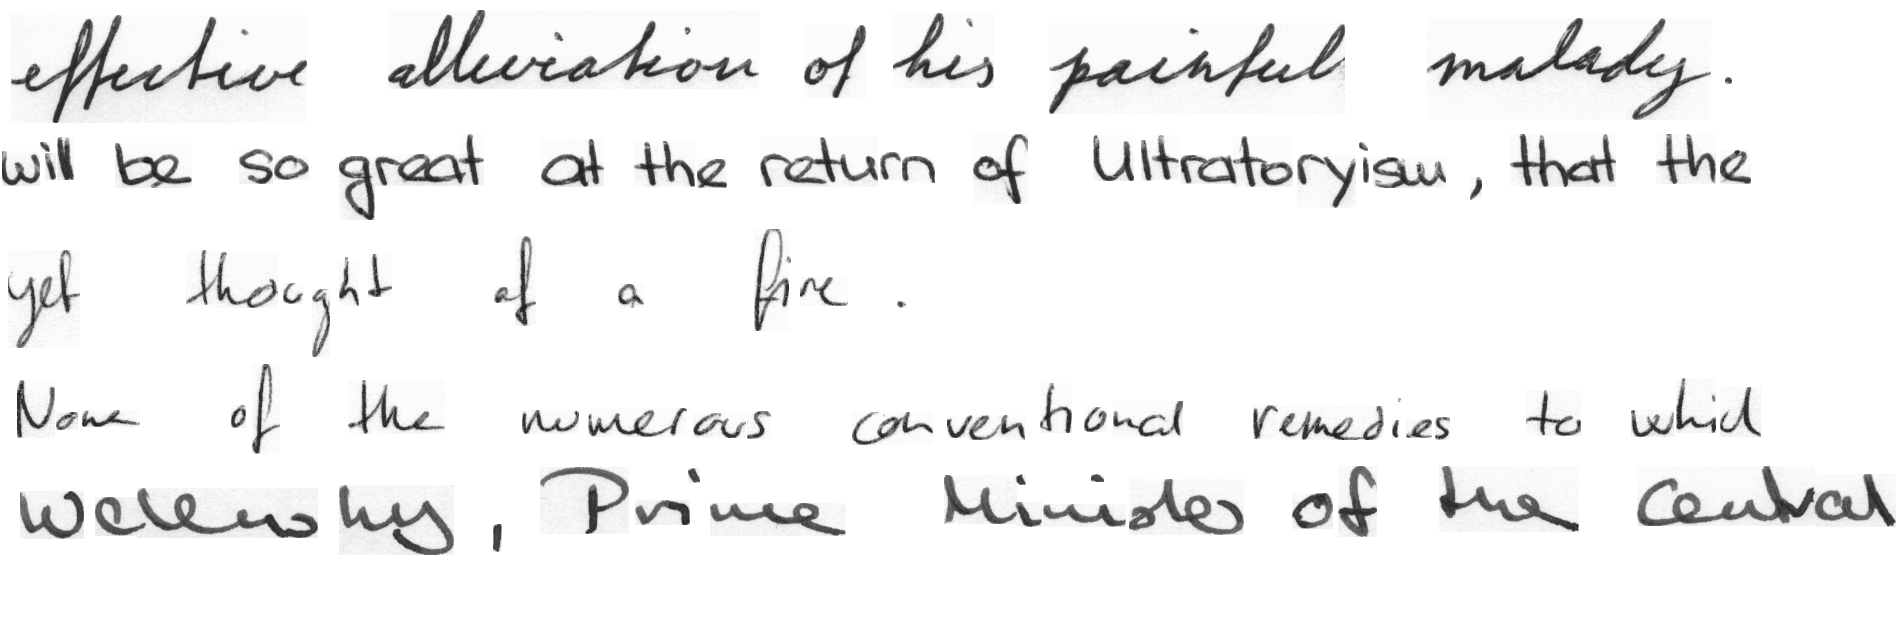 effective alleviation of his painful malady.
will be so great at the return of Ultratoryism, that the
yet thought of a fire.
None of the numerous conventional remedies to which
Welensky, Prime Minister of the Central